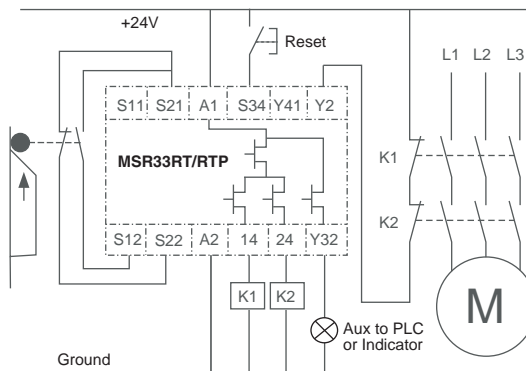 +24V
Reset
L1 L2 L3
S11 S21 A1 S34 Y41 Y2
MSR33RT/RTP
K1
K2
S12 S22 A2 14 24 Y32
K1 K2
M
Aux to PLC
or Indicator
Ground